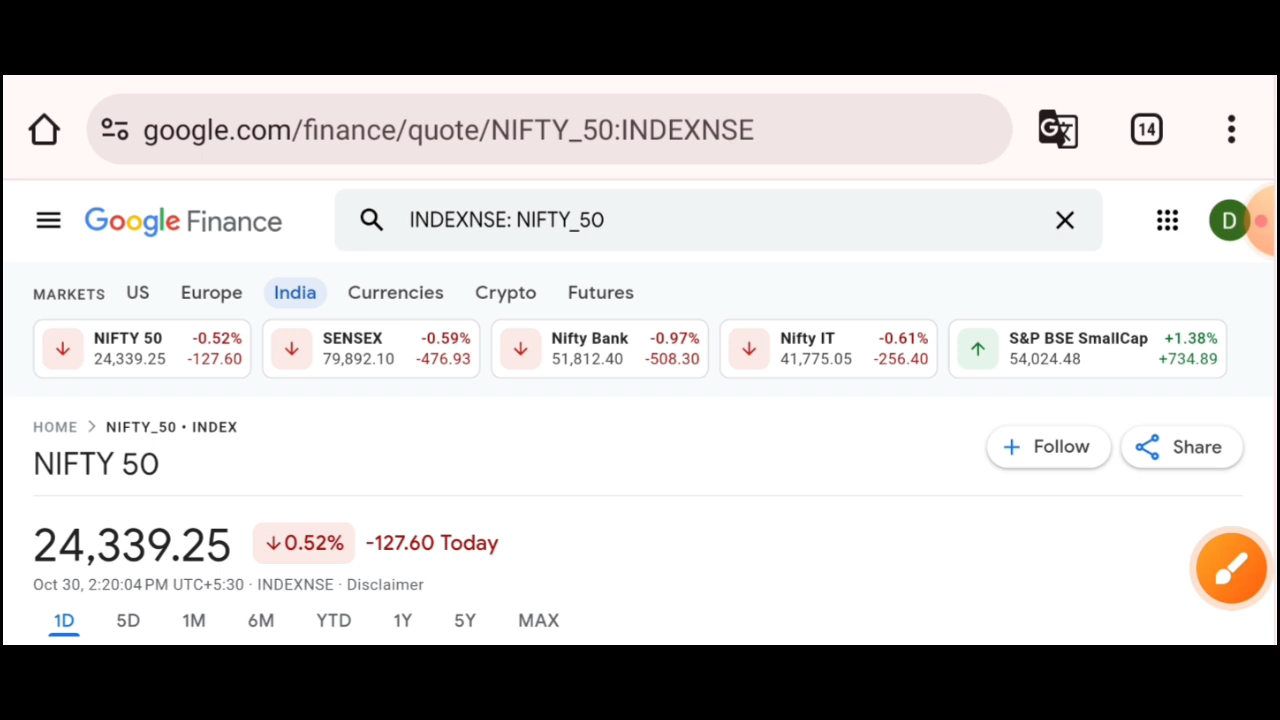 google.com/finance/quote/NIFTY_50:INDEXNSE
14
Google Finance
INDEXNSE: NIFTY_50
D
MARKETS US Europe India Currencies Crypto Futures
NIFTY 50 -0.52%
24,339.25 -127.60
SENSEX -0.59%
79,892.10 -476.93
Nifty Bank -0.97%
51,812.40 -508.30
Nifty IT -0.61%
41,775.05 -256.40
S&P BSE SmallCap +1.38%
54,024.48 +734.89
HOME > NIFTY_50 • INDEX
NIFTY 50
+ Follow
Share
24,339.25 ↓0.52% -127.60 Today
Oct 30, 2:20:04 PM UTC+5:30 · INDEXNSE · Disclaimer
1D 5D 1M 6M YTD 1Y 5Y MAX